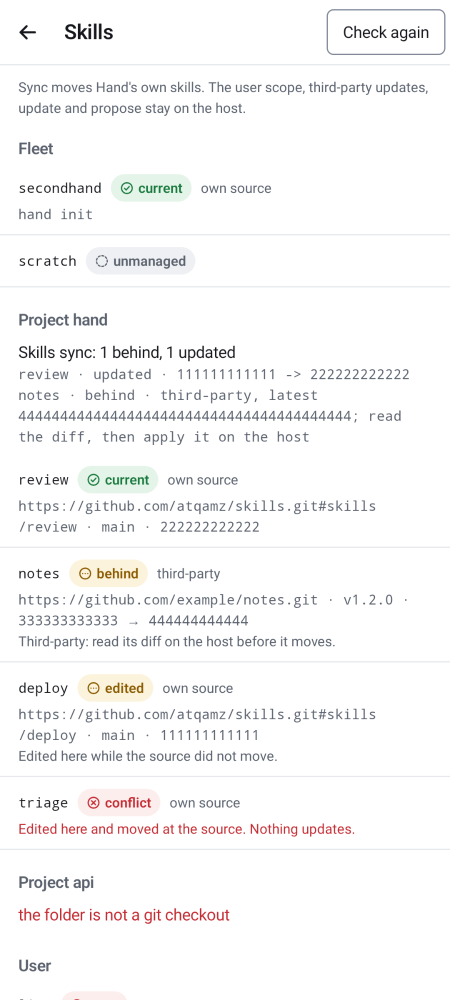 Skills
Check again
Sync moves Hand's own skills. The user scope, third-party updates,
update and propose stay on the host.
Fleet
secondhand current own source
hand init
scratch unmanaged
Project hand
Skills sync: 1 behind, 1 updated
review · updated · 111111111111 -> 222222222222
notes · behind · third-party, latest
4444444444444444444444444444444444444444; read
the diff, then apply it on the host
review current own source
https://github.com/atqamz/skills.git#skills
/review · main · 222222222222
notes behind third-party
https://github.com/example/notes.git · v1.2.0 ·
333333333333 → 444444444444
Third-party: read its diff on the host before it moves.
deploy edited own source
https://github.com/atqamz/skills.git#skills
/deploy · main · 111111111111
Edited here while the source did not move.
triage conflict own source
Edited here and moved at the source. Nothing updates.
Project api
the folder is not a git checkout
User